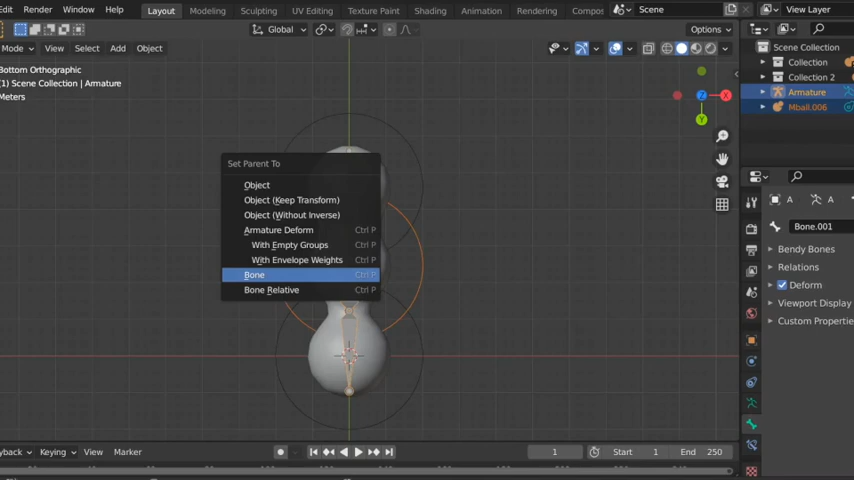 Edit Render Window Help Layout Modeling Sculpting UV Editing Texture Paint Shading Animation Rendering Compos Scene View Layer
Global Options
Mode View Select Add Object
Scene Collection
Collection
Collection 2
Armature
Mball.006
Bottom Orthographic
(1) Scene Collection | Armature
Meters
X
Z
Y
Set Parent To
Object
Object (Keep Transform)
Object (Without Inverse)
Armature Deform Ctrl P
With Empty Groups Ctrl P
With Envelope Weights Ctrl P
Bone Ctrl P
Bone Relative Ctrl P
A A
Bone.001
Bendy Bones
Relations
Deform
Viewport Display
Custom Propertie
yback Keying View Marker 1 Start 1 End 250